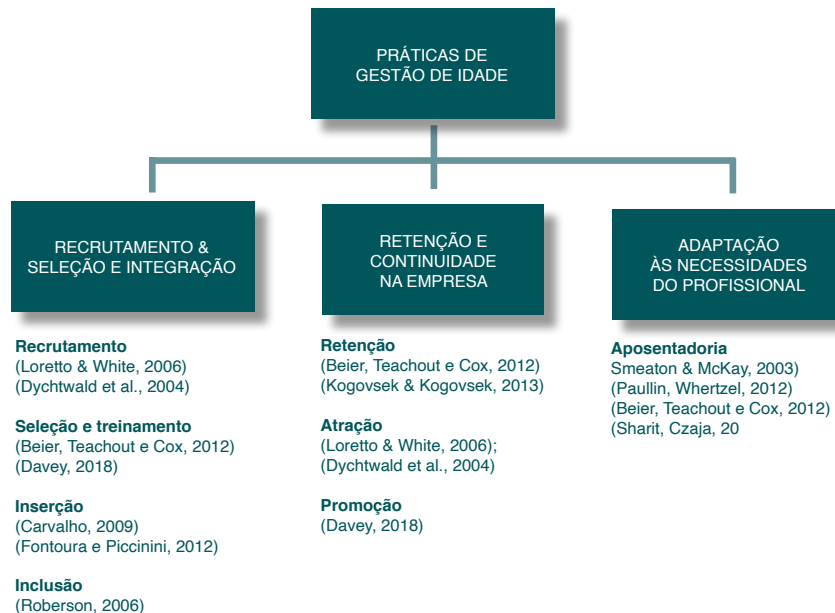 PRÁTICAS DE
GESTÃO DE IDADE
RECRUTAMENTO &
SELEÇÃO E INTEGRAÇÃO
Recrutamento
(Loretto & White, 2006)
(Dychtwald et al., 2004)
Seleção e treinamento
(Beier, Teachout e Cox, 2012)
(Davey, 2018)
Inserção
(Carvalho, 2009)
(Fontoura e Piccinini, 2012)
Inclusão
(Roberson, 2006)
RETENÇÃO E
CONTINUIDADE
NA EMPRESA
Retenção
(Beier, Teachout e Cox, 2012)
(Kogovsek & Kogovsek, 2013)
Atração
(Loretto & White, 2006);
(Dychtwald et al., 2004)
Promoção
(Davey, 2018)
ADAPTAÇÃO
ÀS NECESSIDADES
DO PROFISSIONAL
Aposentadoria
Smeaton & McKay, 2003)
(Paullin, Whertzel, 2012)
(Beier, Teachout e Cox, 2012)
(Sharit, Czaja, 20